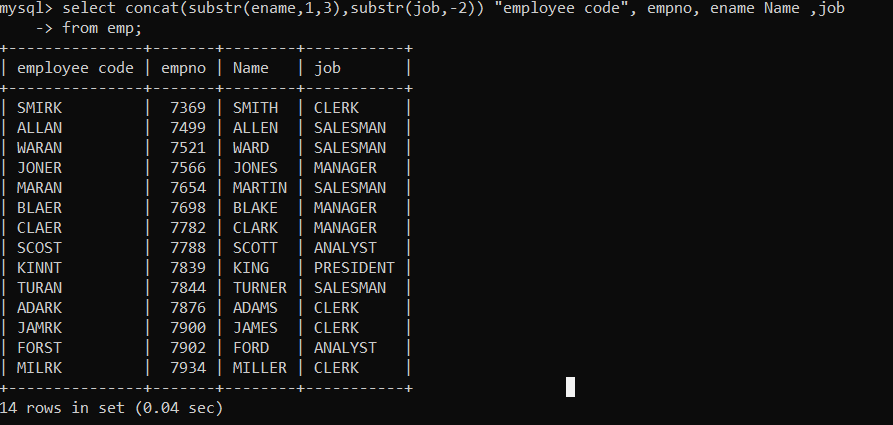 mysql> select concat(substr(ename,1,3),substr(job,-2)) "employee code", empno, ename Name ,job
    -> from emp;
+---------------+-------+--------+-----------+
| employee code | empno | Name   | job       |
+---------------+-------+--------+-----------+
| SMIRK         |  7369 | SMITH  | CLERK     |
| ALLAN         |  7499 | ALLEN  | SALESMAN  |
| WARAN         |  7521 | WARD   | SALESMAN  |
| JONER         |  7566 | JONES  | MANAGER   |
| MARAN         |  7654 | MARTIN | SALESMAN  |
| BLAER         |  7698 | BLAKE  | MANAGER   |
| CLAER         |  7782 | CLARK  | MANAGER   |
| SCOST         |  7788 | SCOTT  | ANALYST   |
| KINNT         |  7839 | KING   | PRESIDENT |
| TURAN         |  7844 | TURNER | SALESMAN  |
| ADARK         |  7876 | ADAMS  | CLERK     |
| JAMRK         |  7900 | JAMES  | CLERK     |
| FORST         |  7902 | FORD   | ANALYST   |
| MILRK         |  7934 | MILLER | CLERK     |
+---------------+-------+--------+-----------+
14 rows in set (0.04 sec)